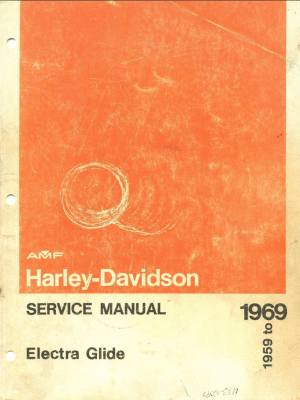 AMF
Harley-Davidson
SERVICE MANUAL
1959 to 1969
Electra Glide